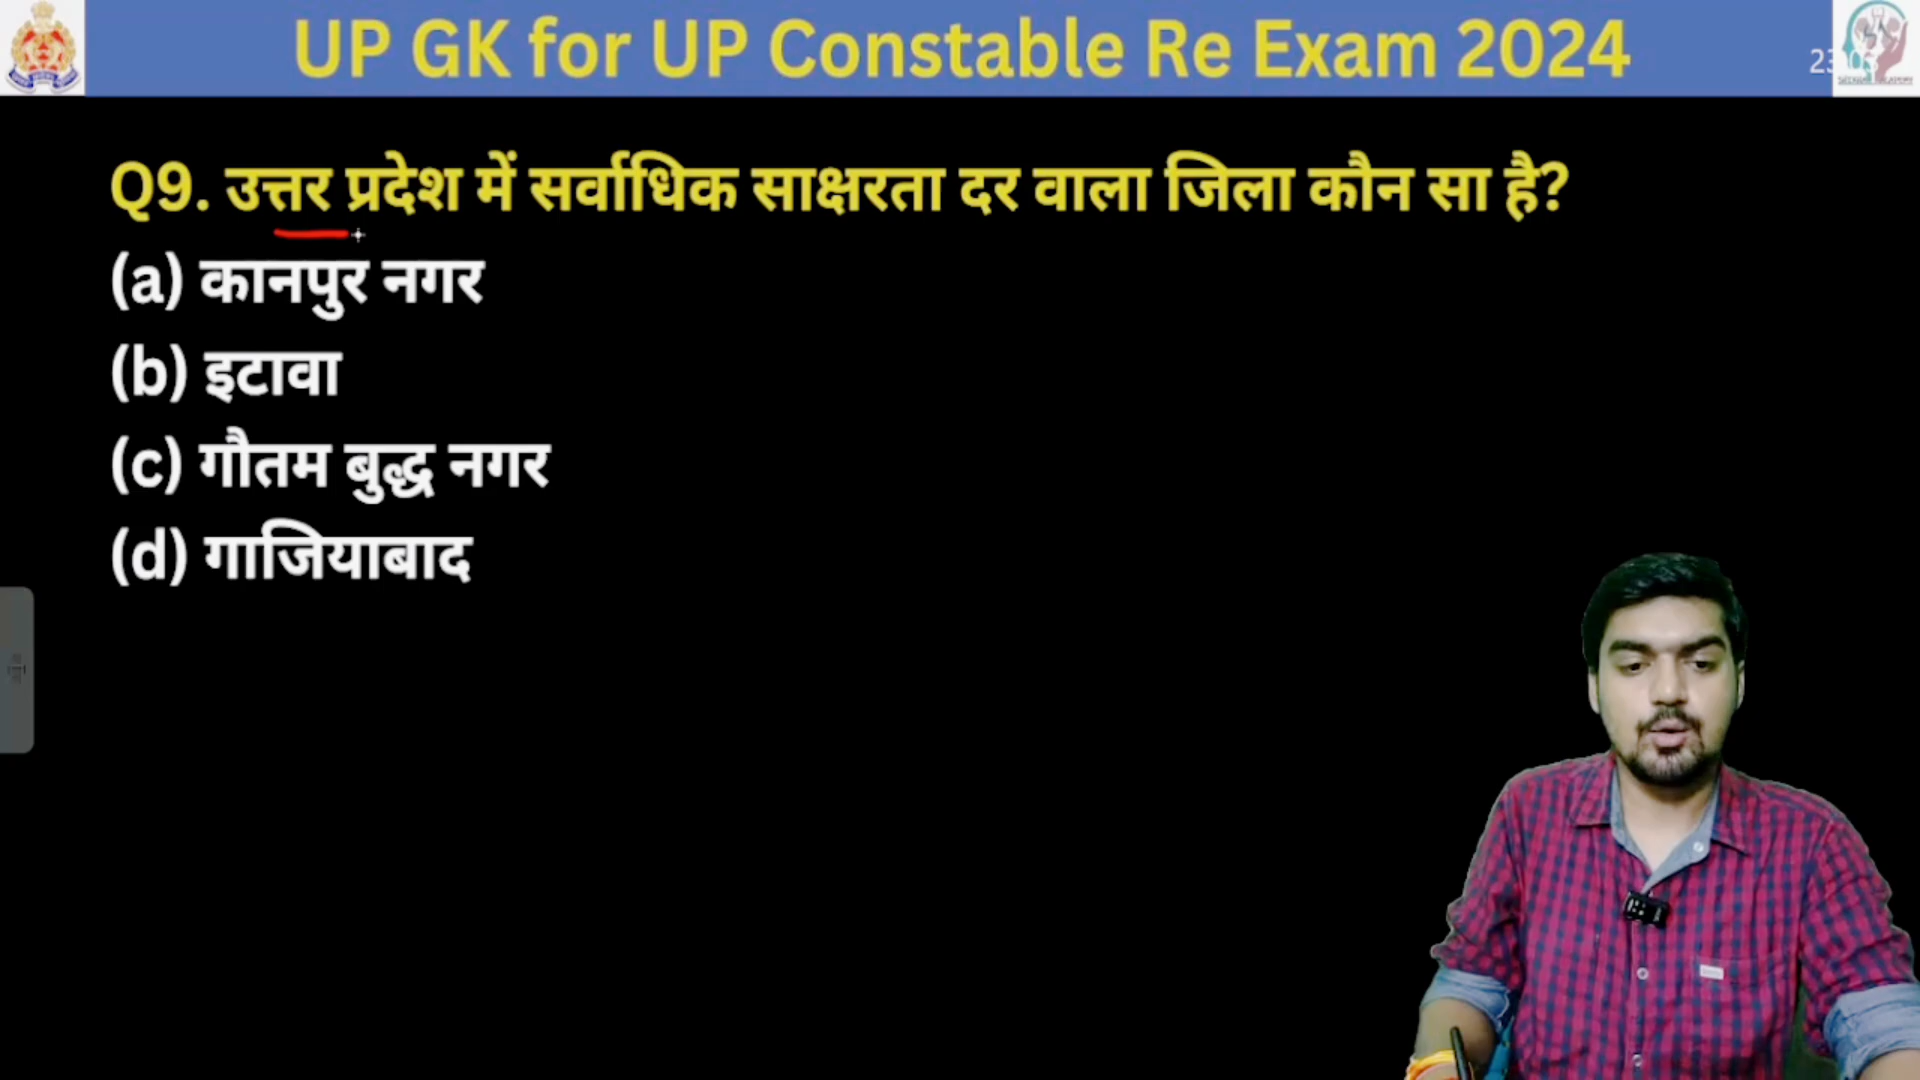 UP GK for UP Constable Re Exam 2024
Q9. उत्तर प्रदेश में सर्वाधिक साक्षरता दर वाला जिला कौन सा है?
(a) कानपुर नगर
(b) इटावा
(c) गौतम बुद्ध नगर
(d) गाजियाबाद